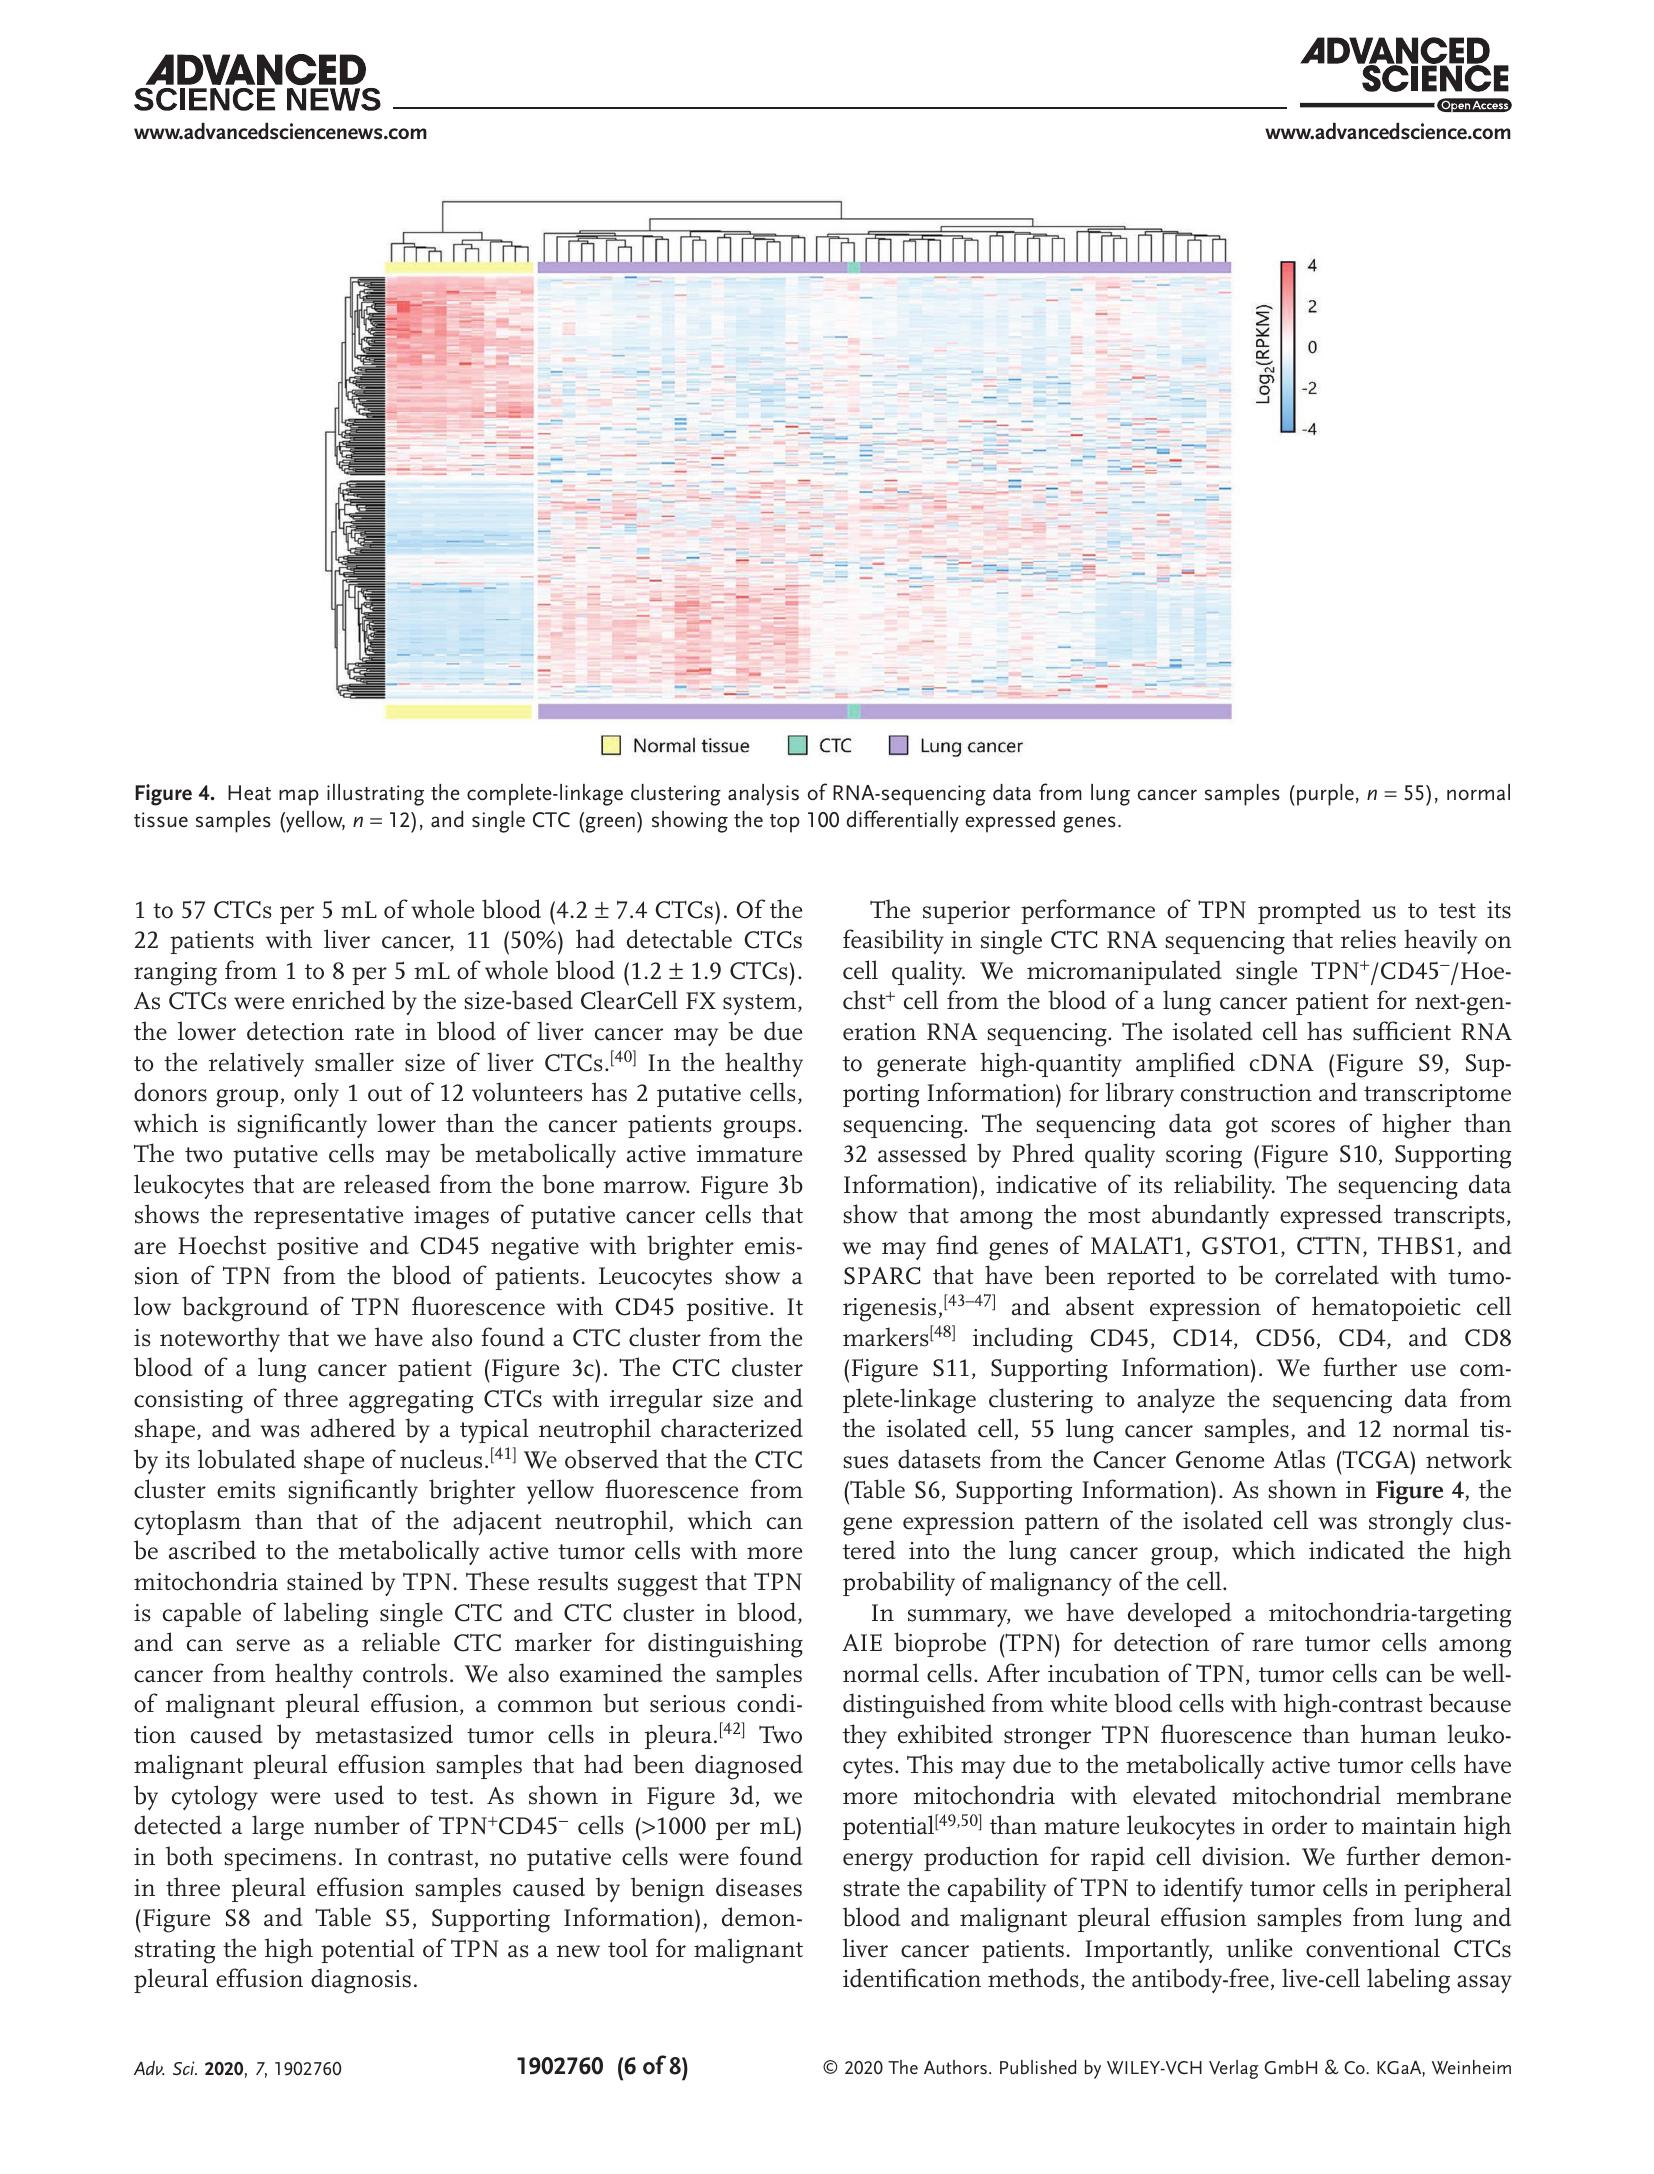 ADVANCED
SCIENCE NEWS
www.advancedsciencenews.com
ADVANCED
SCIENCE
Open Access
www.advancedscience.com
4
2
0
-2
-4
Log2(RPKM)
Normal tissue
CTC
Lung cancer
Figure 4. Heat map illustrating the complete-linkage clustering analysis of RNA-sequencing data from lung cancer samples (purple, n = 55), normal
tissue samples (yellow, n = 12), and single CTC (green) showing the top 100 differentially expressed genes.
1 to 57 CTCs per 5 mL of whole blood (4.2 ± 7.4 CTCs). Of the
22 patients with liver cancer, 11 (50%) had detectable CTCs
ranging from 1 to 8 per 5 mL of whole blood (1.2 ± 1.9 CTCs).
As CTCs were enriched by the size-based ClearCell FX system,
the lower detection rate in blood of liver cancer may be due
to the relatively smaller size of liver CTCs.[40] In the healthy
donors group, only 1 out of 12 volunteers has 2 putative cells,
which is significantly lower than the cancer patients groups.
The two putative cells may be metabolically active immature
leukocytes that are released from the bone marrow. Figure 3b
shows the representative images of putative cancer cells that
are Hoechst positive and CD45 negative with brighter emis-
sion of TPN from the blood of patients. Leucocytes show a
low background of TPN fluorescence with CD45 positive. It
is noteworthy that we have also found a CTC cluster from the
blood of a lung cancer patient (Figure 3c). The CTC cluster
consisting of three aggregating CTCs with irregular size and
shape, and was adhered by a typical neutrophil characterized
by its lobulated shape of nucleus.[41] We observed that the CTC
cluster emits significantly brighter yellow fluorescence from
cytoplasm than that of the adjacent neutrophil, which can
be ascribed to the metabolically active tumor cells with more
mitochondria stained by TPN. These results suggest that TPN
is capable of labeling single CTC and CTC cluster in blood,
and can serve as a reliable CTC marker for distinguishing
cancer from healthy controls. We also examined the samples
of malignant pleural effusion, a common but serious condi-
tion caused by metastasized tumor cells in pleura.[42] Two
malignant pleural effusion samples that had been diagnosed
by cytology were used to test. As shown in Figure 3d, we
detected a large number of TPN+CD45− cells (>1000 per mL)
in both specimens. In contrast, no putative cells were found
in three pleural effusion samples caused by benign diseases
(Figure S8 and Table S5, Supporting Information), demon-
strating the high potential of TPN as a new tool for malignant
pleural effusion diagnosis.
The superior performance of TPN prompted us to test its
feasibility in single CTC RNA sequencing that relies heavily on
cell quality. We micromanipulated single TPN+/CD45−/Hoe-
chst+ cell from the blood of a lung cancer patient for next-gen-
eration RNA sequencing. The isolated cell has sufficient RNA
to generate high-quantity amplified cDNA (Figure S9, Sup-
porting Information) for library construction and transcriptome
sequencing. The sequencing data got scores of higher than
32 assessed by Phred quality scoring (Figure S10, Supporting
Information), indicative of its reliability. The sequencing data
show that among the most abundantly expressed transcripts,
we may find genes of MALAT1, GSTO1, CTTN, THBS1, and
SPARC that have been reported to be correlated with tumo-
rigenesis,[43–47] and absent expression of hematopoietic cell
markers[48] including CD45, CD14, CD56, CD4, and CD8
(Figure S11, Supporting Information). We further use com-
plete-linkage clustering to analyze the sequencing data from
the isolated cell, 55 lung cancer samples, and 12 normal tis-
sues datasets from the Cancer Genome Atlas (TCGA) network
(Table S6, Supporting Information). As shown in Figure 4, the
gene expression pattern of the isolated cell was strongly clus-
tered into the lung cancer group, which indicated the high
probability of malignancy of the cell.
In summary, we have developed a mitochondria-targeting
AIE bioprobe (TPN) for detection of rare tumor cells among
normal cells. After incubation of TPN, tumor cells can be well-
distinguished from white blood cells with high-contrast because
they exhibited stronger TPN fluorescence than human leuko-
cytes. This may due to the metabolically active tumor cells have
more mitochondria with elevated mitochondrial membrane
potential[49,50] than mature leukocytes in order to maintain high
energy production for rapid cell division. We further demon-
strate the capability of TPN to identify tumor cells in peripheral
blood and malignant pleural effusion samples from lung and
liver cancer patients. Importantly, unlike conventional CTCs
identification methods, the antibody-free, live-cell labeling assay
Adv. Sci. 2020, 7, 1902760
1902760 (6 of 8)
© 2020 The Authors. Published by WILEY-VCH Verlag GmbH & Co. KGaA, Weinheim